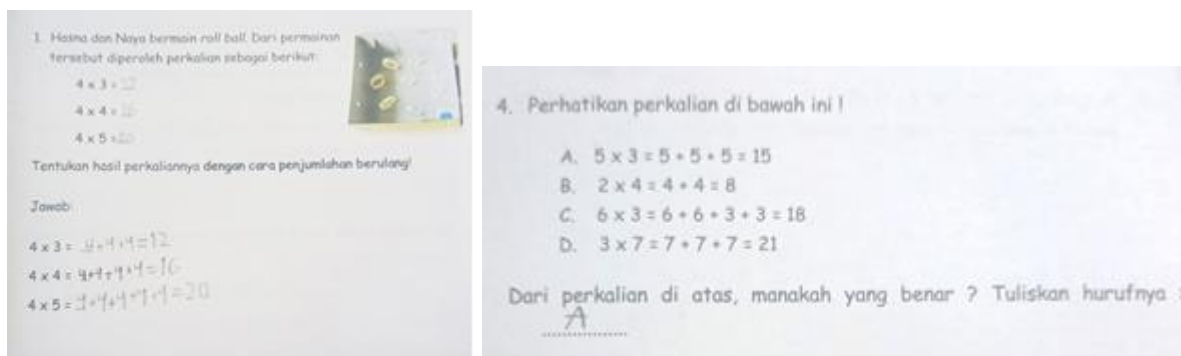 1. Hasna dan Naya bermain roll ball. Dari permainan
tersebut diperoleh perkalian sebagai berikut:
4 x 3 = 12
4 x 4 = 16
4 x 5 = 20
Tentukan hasil perkaliannya dengan cara penjumlahan berulang!
Jawab:
4 x 3 = 4+4+4=12
4 x 4 = 4+4+4+4=16
4 x 5 = 4+4+4+4+4=20
4. Perhatikan perkalian di bawah ini !
A. 5 x 3 = 5 + 5 + 5 = 15
B. 2 x 4 = 4 + 4 = 8
C. 6 x 3 = 6 + 6 + 3 + 3 = 18
D. 3 x 7 = 7 + 7 + 7 = 21
Dari perkalian di atas, manakah yang benar ? Tuliskan hurufnya :
A